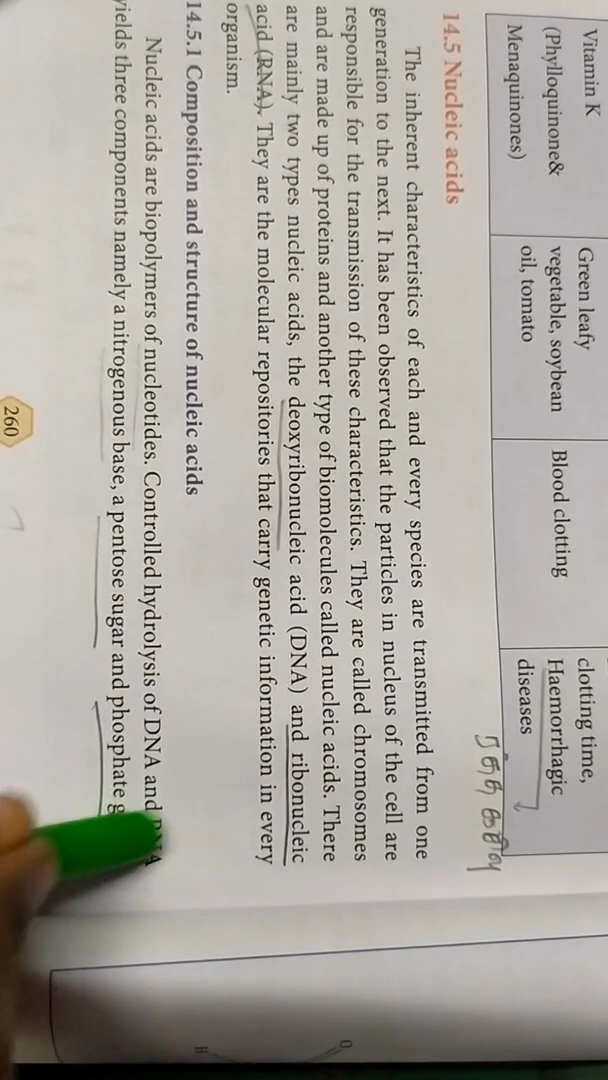 Vitamin K
(Phylloquinone&
Menaquinones)
Green leafy
vegetable, soybean
oil, tomato
Blood clotting
clotting time,
Haemorrhagic
diseases
14.5 Nucleic acids
The inherent characteristics of each and every species are transmitted from one
generation to the next. It has been observed that the particles in nucleus of the cell are
responsible for the transmission of these characteristics. They are called chromosomes
and are made up of proteins and another type of biomolecules called nucleic acids. There
are mainly two types nucleic acids, the deoxyribonucleic acid (DNA) and ribonucleic
acid (RNA). They are the molecular repositories that carry genetic information in every
organism.
14.5.1 Composition and structure of nucleic acids
Nucleic acids are biopolymers of nucleotides. Controlled hydrolysis of DNA and RNA
yields three components namely a nitrogenous base, a pentose sugar and phosphate g
260
O
H